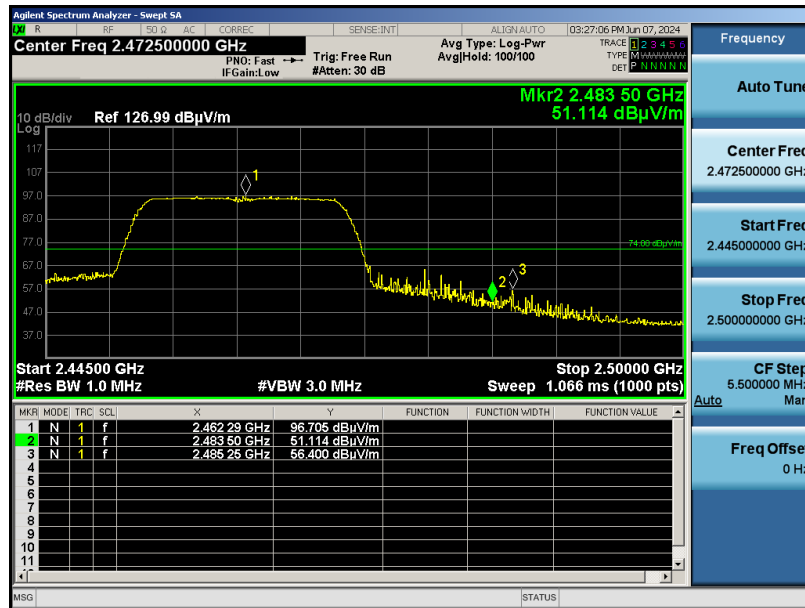 Agilent Spectrum Analyzer - Swept SA
LXI R RF 50 Ω AC CORREC SENSE:INT ALIGN AUTO 03:27:06 PM Jun 07, 2024
Center Freq 2.472500000 GHz
PNO: Fast
IFGain:Low
Trig: Free Run
#Atten: 30 dB
Avg Type: Log-Pwr
Avg|Hold: 100/100
TRACE 1 2 3 4 5 6
TYPE M WWWWW
DET P N N N N N
Mkr2 2.483 50 GHz
51.114 dBµV/m
10 dB/div Ref 126.99 dBµV/m
Log
117
107
97.0
87.0
77.0
67.0
57.0
47.0
37.0
1
2
3
74.00 dBµV/m
Start 2.44500 GHz Stop 2.50000 GHz
#Res BW 1.0 MHz #VBW 3.0 MHz Sweep 1.066 ms (1000 pts)
MKR MODE TRC SCL X Y FUNCTION FUNCTION WIDTH FUNCTION VALUE
1 N 1 f 2.462 29 GHz 96.705 dBµV/m
2 N 1 f 2.483 50 GHz 51.114 dBµV/m
3 N 1 f 2.485 25 GHz 56.400 dBµV/m
4
5
6
7
8
9
10
11
MSG STATUS
Frequency
Auto Tune
Center Freq
2.472500000 GHz
Start Freq
2.445000000 GHz
Stop Freq
2.500000000 GHz
CF Step
5.500000 MHz
Auto Man
Freq Offset
0 Hz